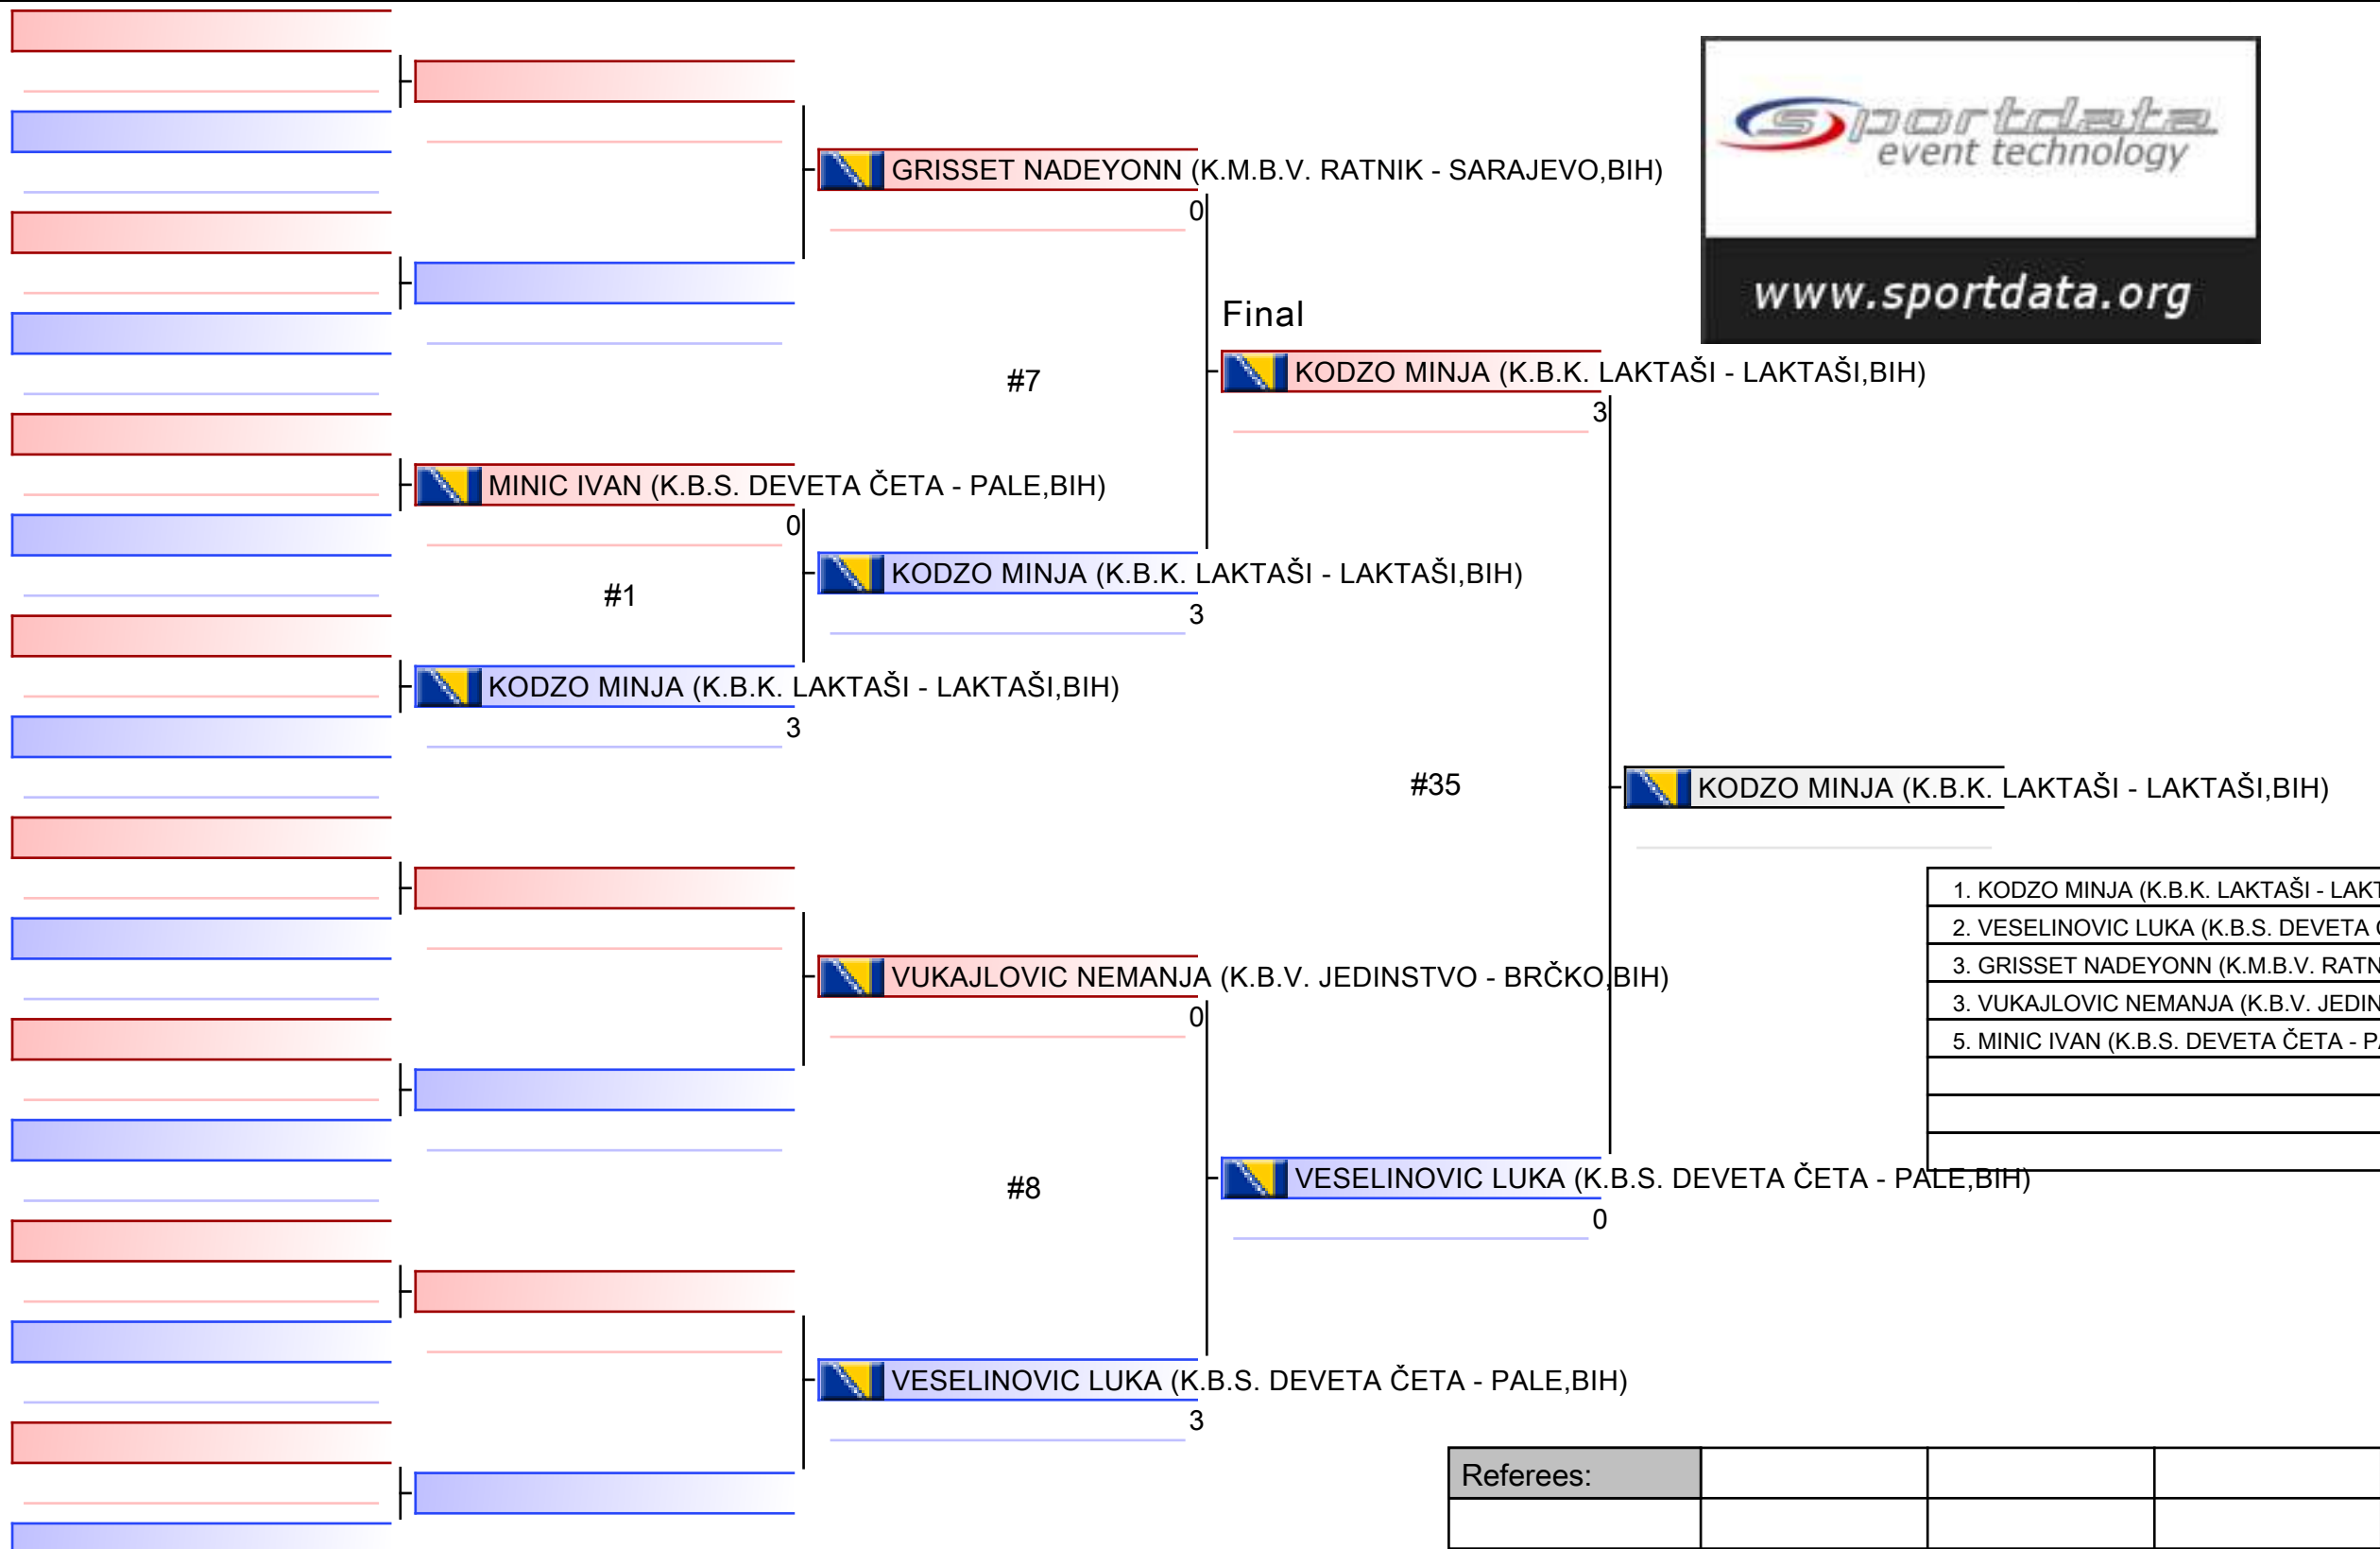 sportdata
event technology
www.sportdata.org
GRISSET NADEYONN (K.M.B.V. RATNIK - SARAJEVO,BIH)
0
Final
#7
KODZO MINJA (K.B.K. LAKTAŠI - LAKTAŠI,BIH)
3
MINIC IVAN (K.B.S. DEVETA ČETA - PALE,BIH)
0
#1
KODZO MINJA (K.B.K. LAKTAŠI - LAKTAŠI,BIH)
3
KODZO MINJA (K.B.K. LAKTAŠI - LAKTAŠI,BIH)
3
#35
KODZO MINJA (K.B.K. LAKTAŠI - LAKTAŠI,BIH)
1. KODZO MINJA (K.B.K. LAKTAŠI - LAKT
2. VESELINOVIC LUKA (K.B.S. DEVETA
3. GRISSET NADEYONN (K.M.B.V. RATN
3. VUKAJLOVIC NEMANJA (K.B.V. JEDIN
5. MINIC IVAN (K.B.S. DEVETA ČETA - P
VUKAJLOVIC NEMANJA (K.B.V. JEDINSTVO - BRČKO,BIH)
0
#8
VESELINOVIC LUKA (K.B.S. DEVETA ČETA - PALE,BIH)
0
VESELINOVIC LUKA (K.B.S. DEVETA ČETA - PALE,BIH)
3
Referees: